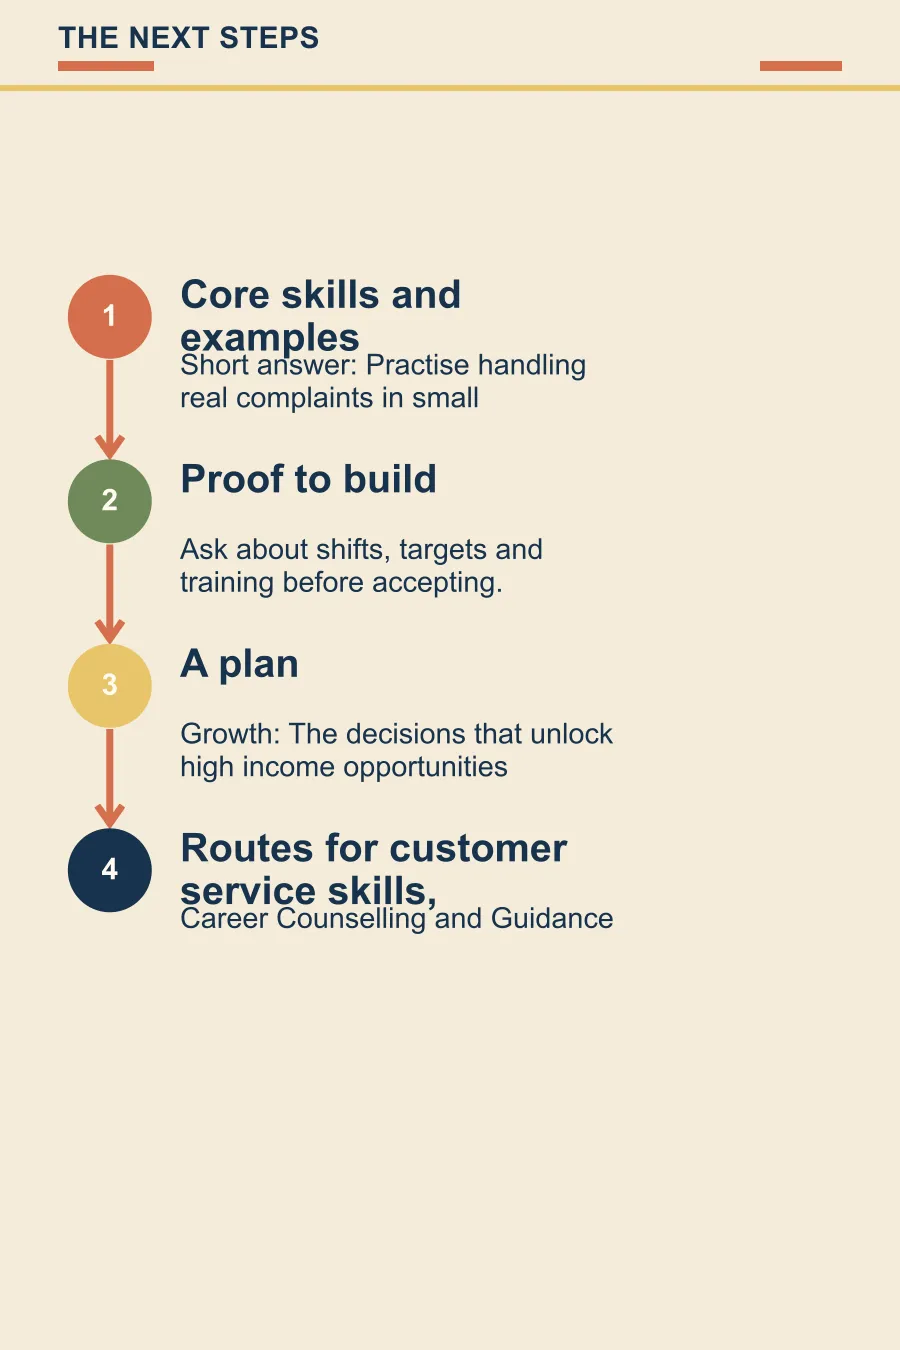 THE NEXT STEPS
1
Core skills and
examples
Short answer: Practise handling
real complaints in small
2
Proof to build
Ask about shifts, targets and
training before accepting.
3
A plan
Growth: The decisions that unlock
high income opportunities
4
Routes for customer
service skills,
Career Counselling and Guidance